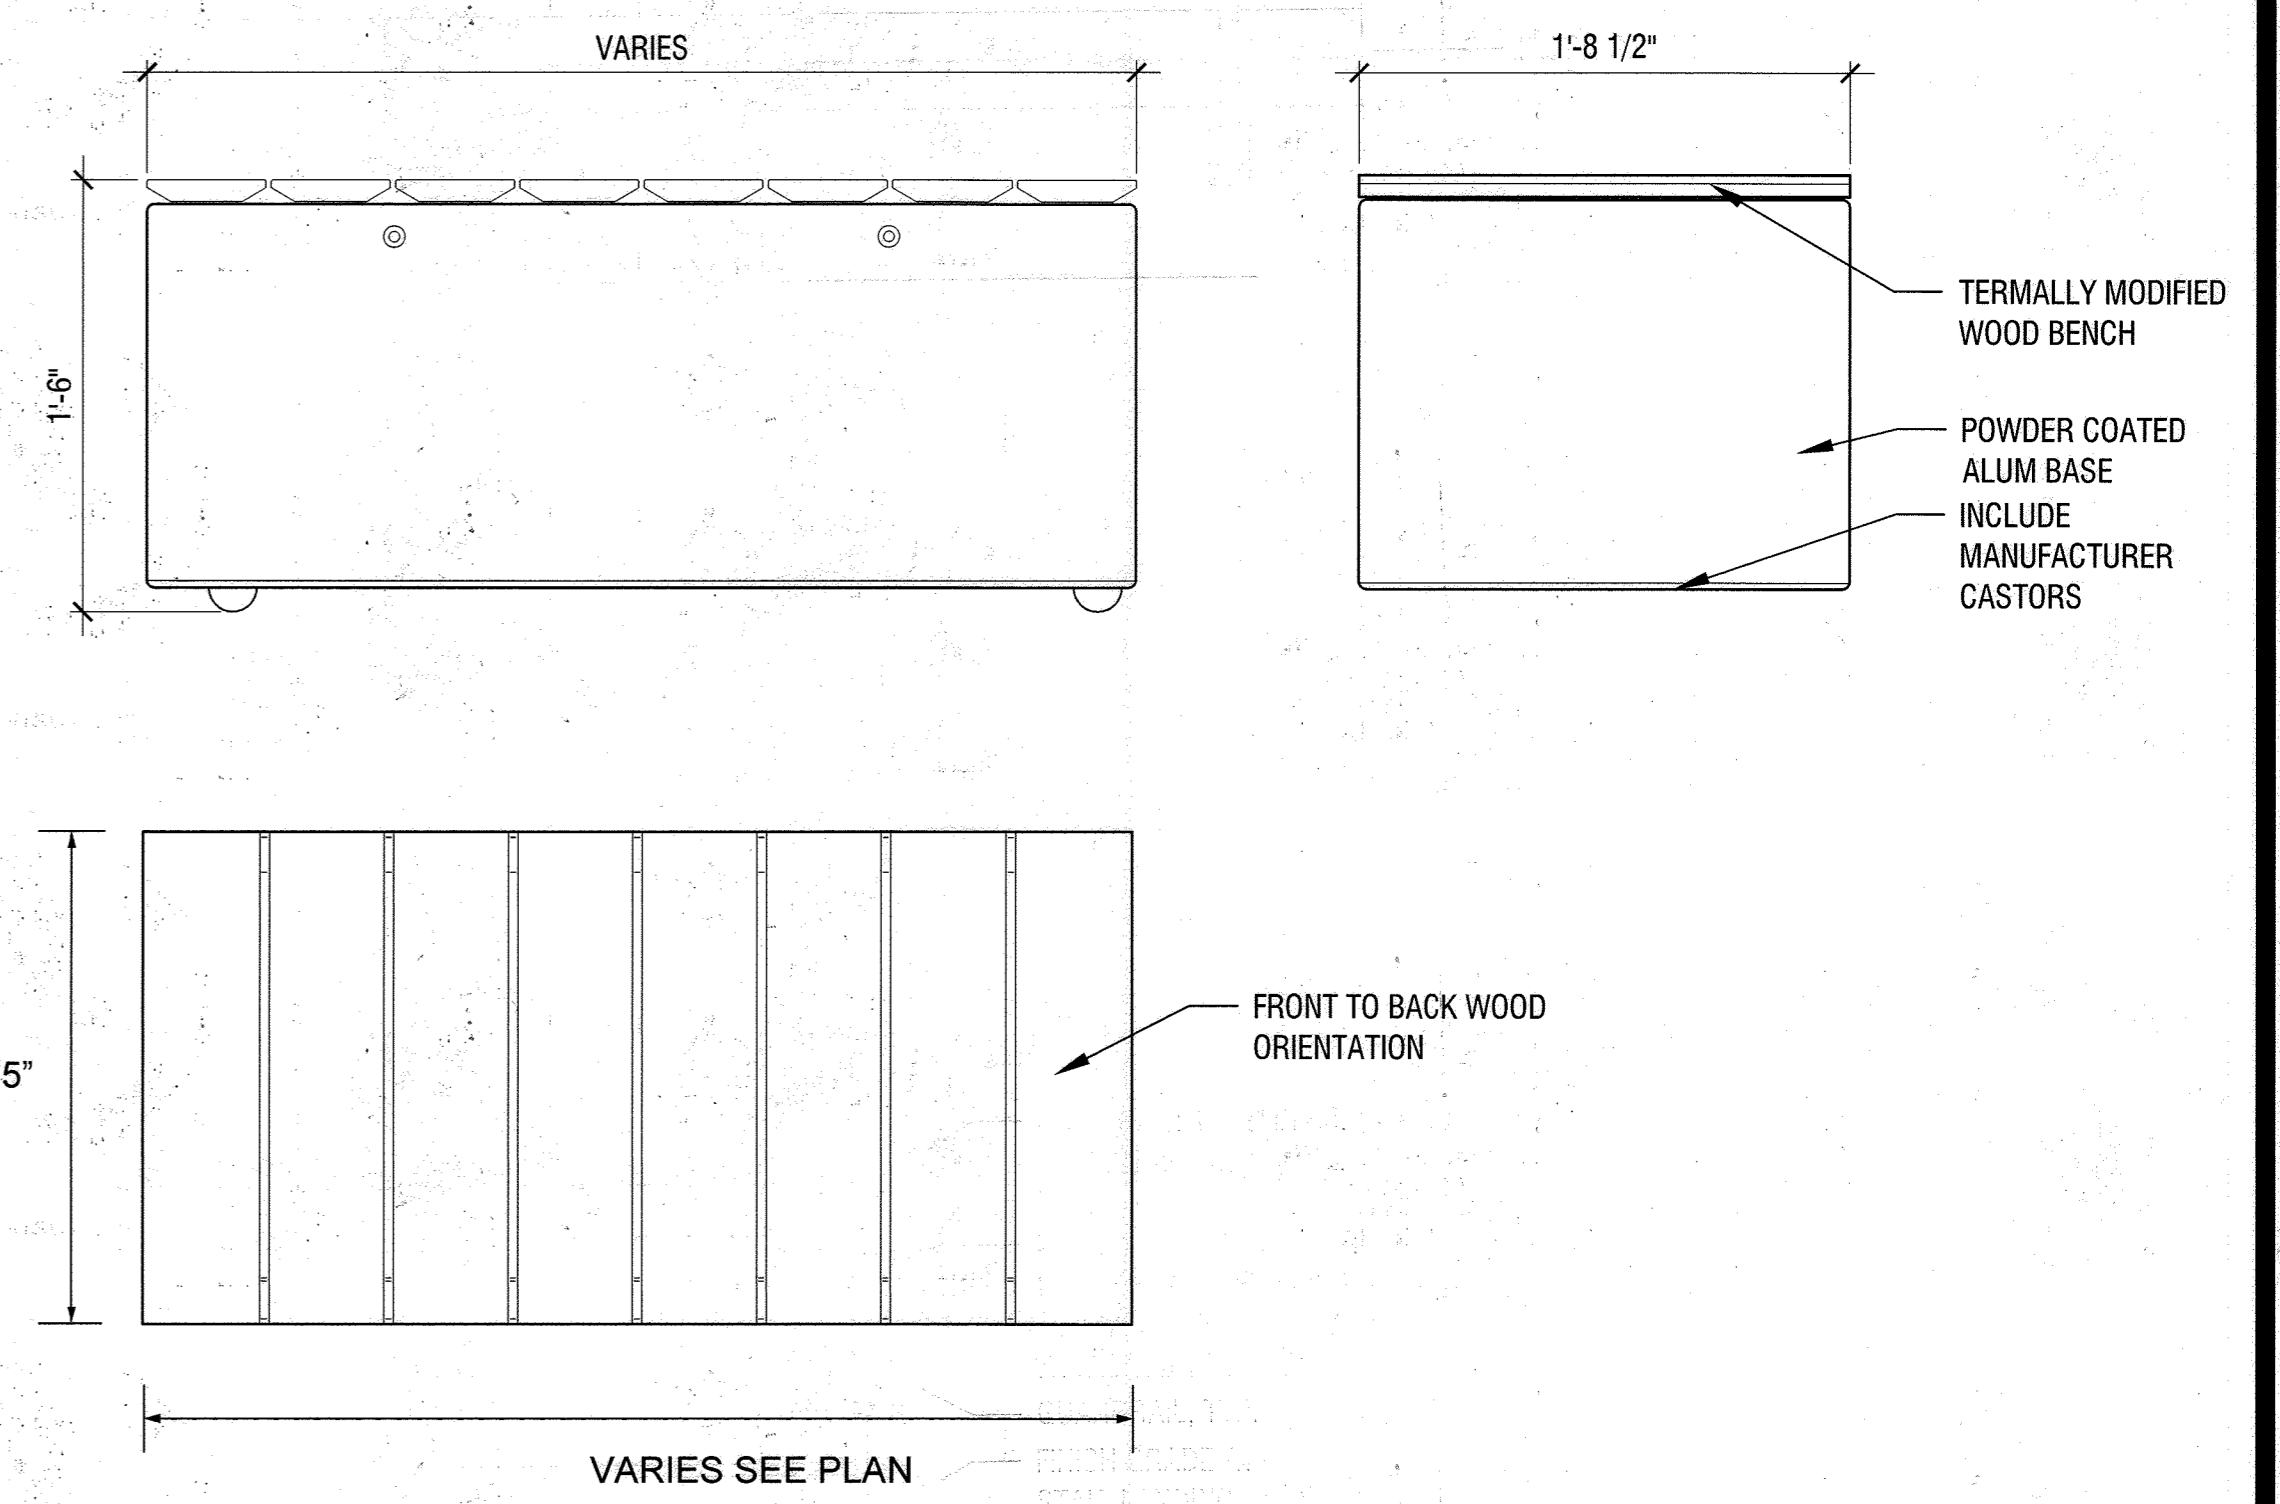 VARIES
1'-8 1/2"
1'-6"
TERMALLY MODIFIED
WOOD BENCH
POWDER COATED
ALUM BASE
INCLUDE
MANUFACTURER
CASTORS
FRONT TO BACK WOOD
ORIENTATION
5”
VARIES SEE PLAN